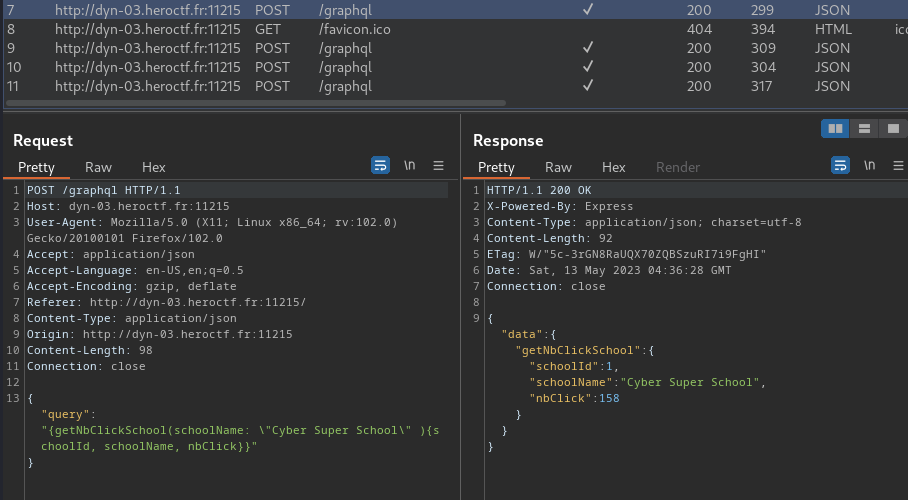 7 http://dyn-03.heroctf.fr:11215 POST /graphql ✓ 200 299 JSON
8 http://dyn-03.heroctf.fr:11215 GET /favicon.ico 404 394 HTML ico
9 http://dyn-03.heroctf.fr:11215 POST /graphql ✓ 200 309 JSON
10 http://dyn-03.heroctf.fr:11215 POST /graphql ✓ 200 304 JSON
11 http://dyn-03.heroctf.fr:11215 POST /graphql ✓ 200 317 JSON
Request
Pretty Raw Hex \n
1 POST /graphql HTTP/1.1
2 Host: dyn-03.heroctf.fr:11215
3 User-Agent: Mozilla/5.0 (X11; Linux x86_64; rv:102.0)
Gecko/20100101 Firefox/102.0
4 Accept: application/json
5 Accept-Language: en-US,en;q=0.5
6 Accept-Encoding: gzip, deflate
7 Referer: http://dyn-03.heroctf.fr:11215/
8 Content-Type: application/json
9 Origin: http://dyn-03.heroctf.fr:11215
10 Content-Length: 98
11 Connection: close
12
13 {
"query":
"{getNbClickSchool(schoolName: \"Cyber Super School\" ){s
choolId, schoolName, nbClick}}"
}
Response
Pretty Raw Hex Render \n
1 HTTP/1.1 200 OK
2 X-Powered-By: Express
3 Content-Type: application/json; charset=utf-8
4 Content-Length: 92
5 ETag: W/"5c-3rGN8RaUQX70ZQBSzuRI7i9FgHI"
6 Date: Sat, 13 May 2023 04:36:28 GMT
7 Connection: close
8
9 {
"data":{
"getNbClickSchool":{
"schoolId":1,
"schoolName":"Cyber Super School",
"nbClick":158
}
}
}